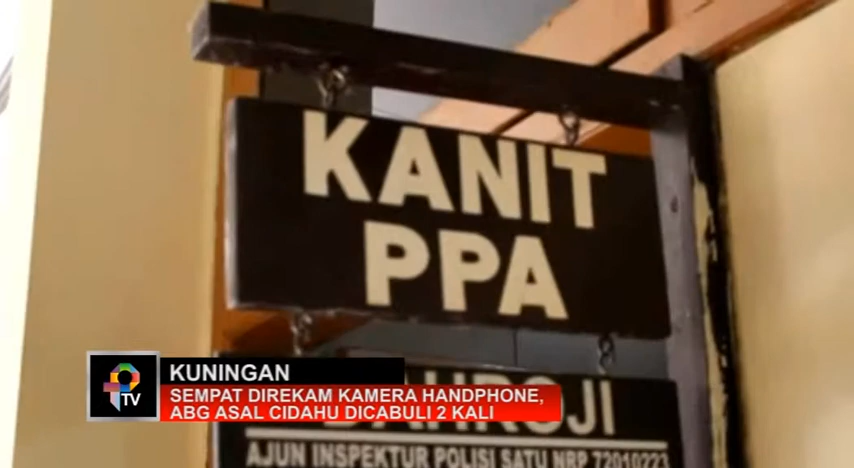 KANIT
PPA
AJUN INSPEKTUR POLISI SATU NRP 72010223
TV
KUNINGAN
SEMPAT DIREKAM KAMERA HANDPHONE,
ABG ASAL CIDAHU DICABULI 2 KALI